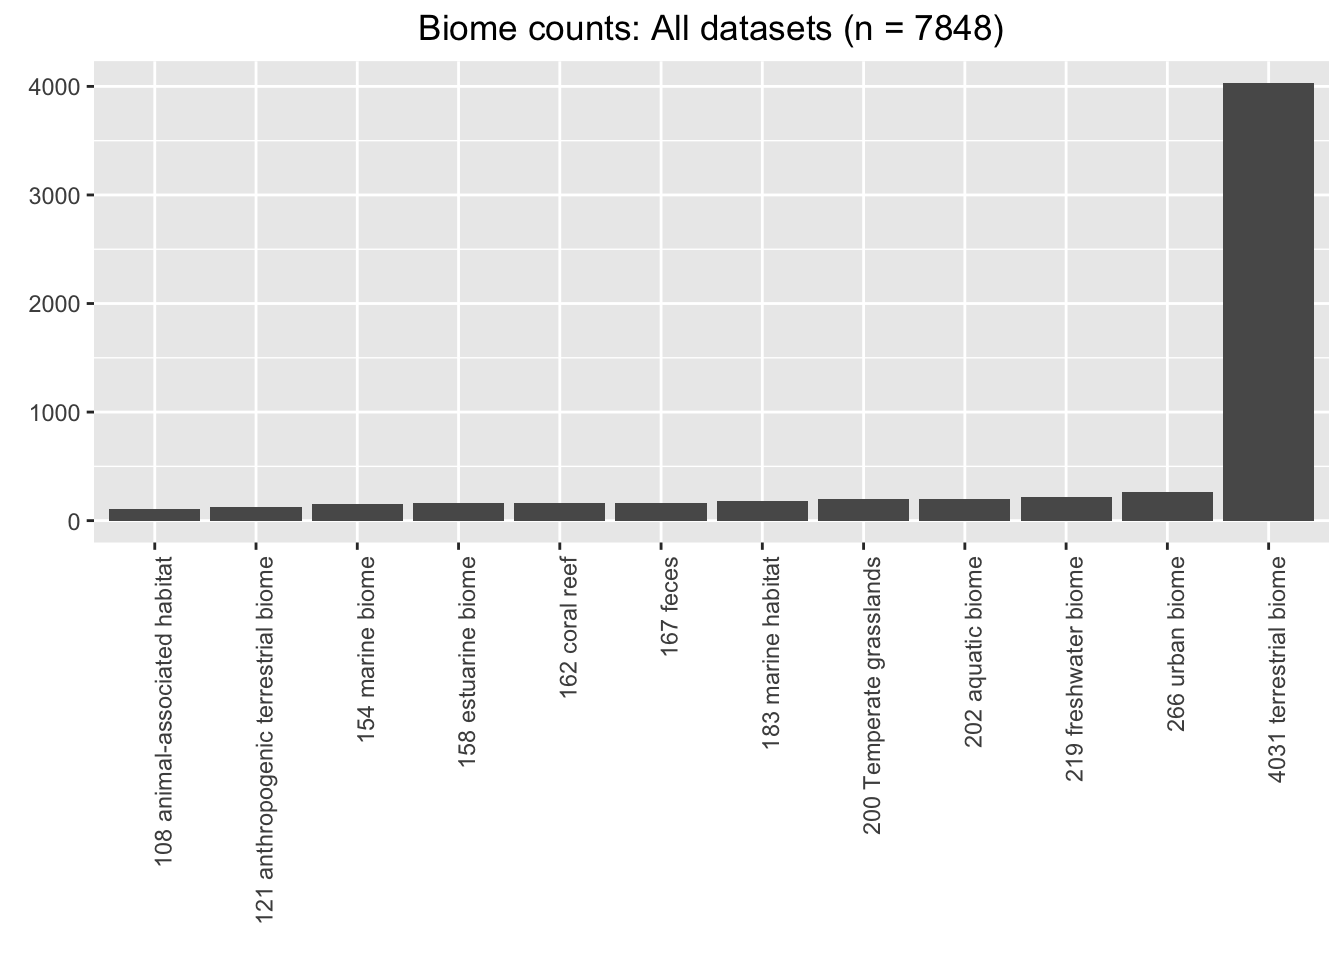 Biome counts: All datasets (n = 7848)
4000
3000
2000
1000
0
108 animal-associated habitat
121 anthropogenic terrestrial biome
154 marine biome
158 estuarine biome
162 coral reef
167 feces
183 marine habitat
200 Temperate grasslands
202 aquatic biome
219 freshwater biome
266 urban biome
4031 terrestrial biome